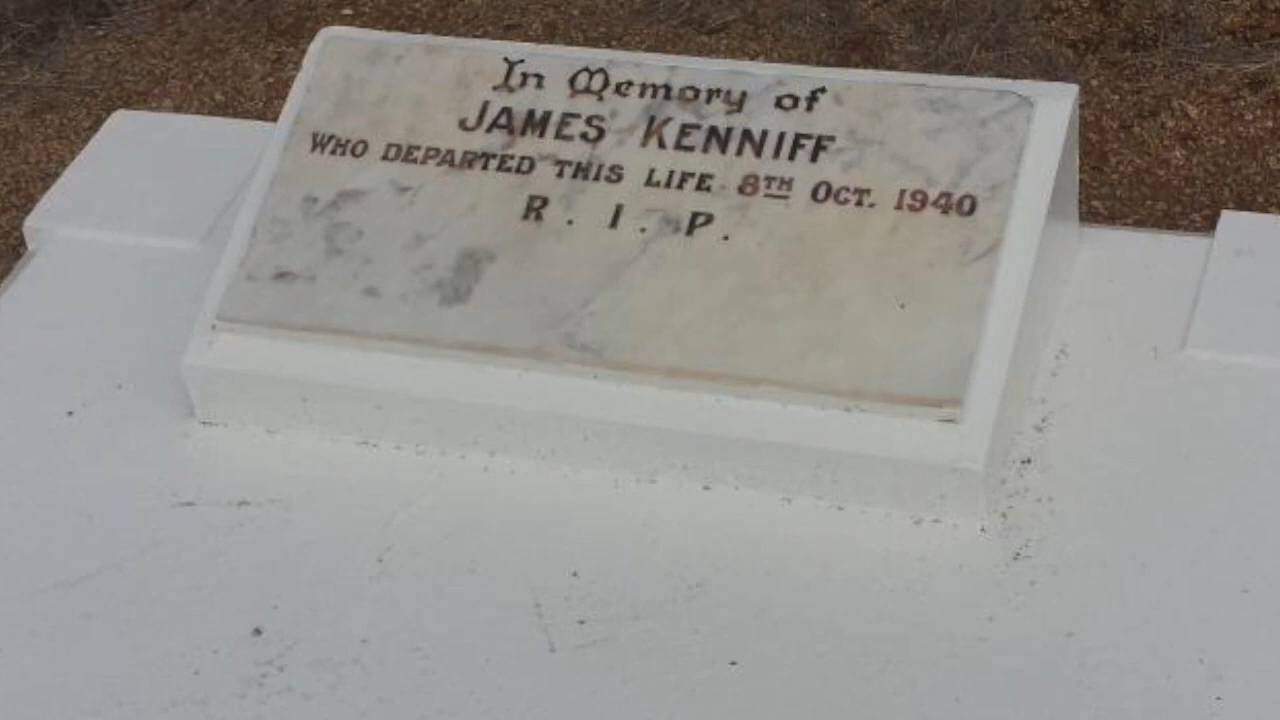 In Memory of
JAMES KENNIFF
WHO DEPARTED THIS LIFE 8TH OCT. 1940
R. I. P.